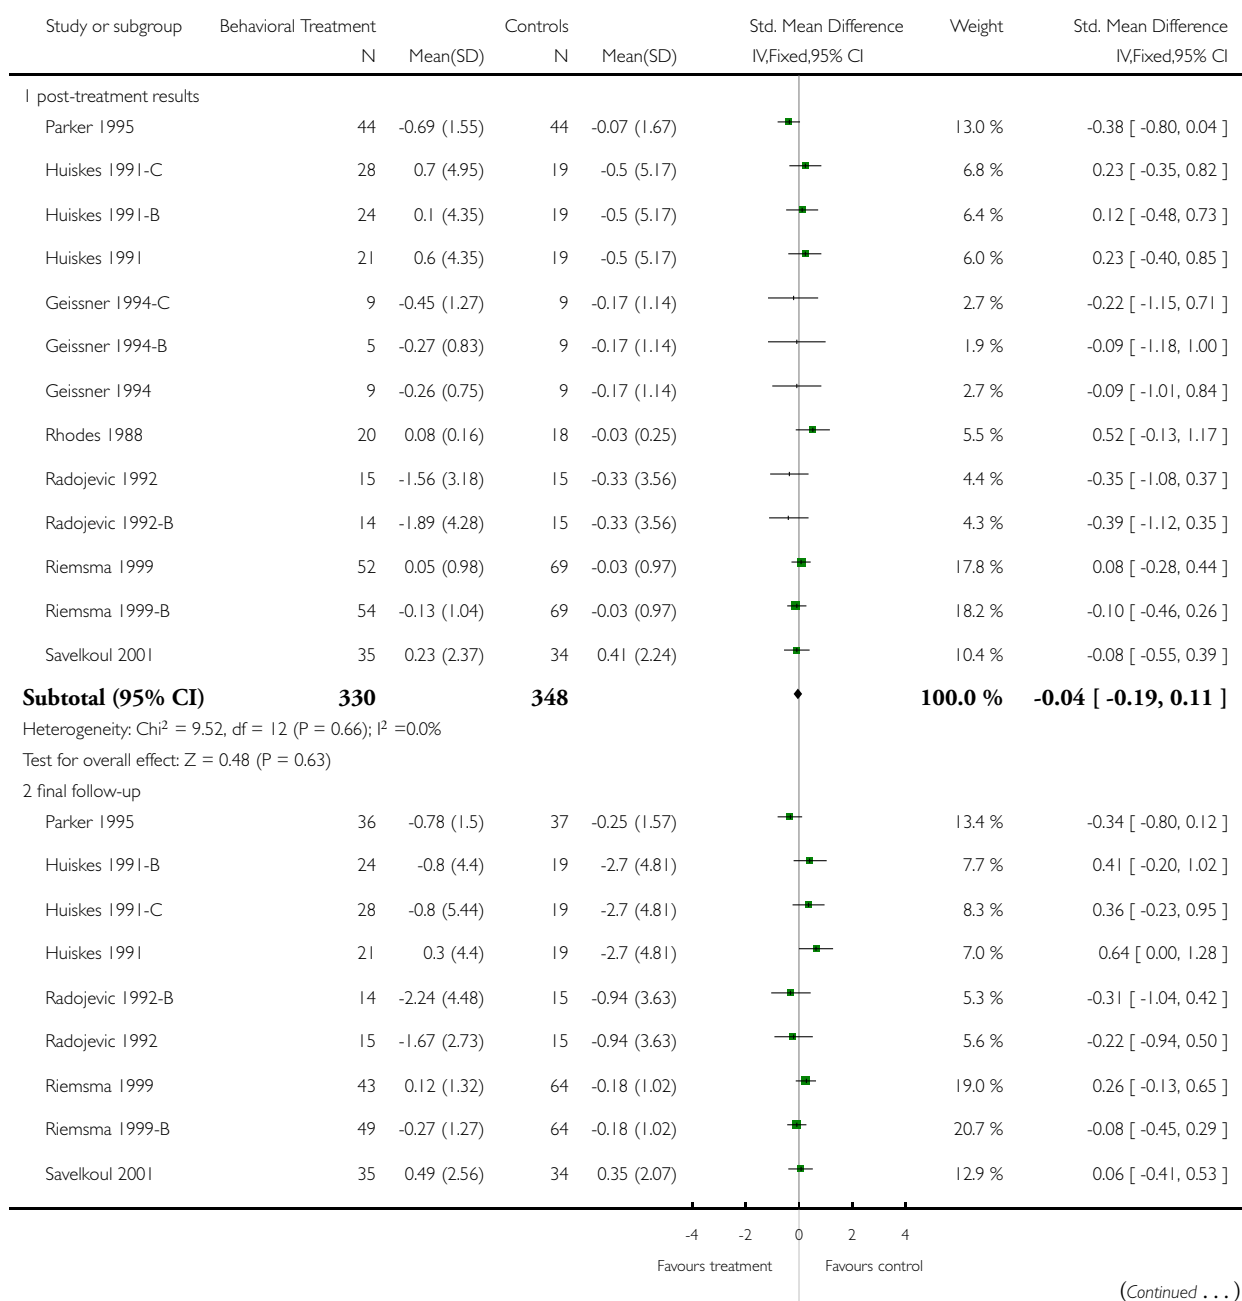 Study or subgroup Behavioral Treatment Controls Std. Mean Difference Weight Std. Mean Difference
N Mean(SD) N Mean(SD) IV,Fixed,95% CI IV,Fixed,95% CI
1 post-treatment results
Parker 1995 44 -0.69 (1.55) 44 -0.07 (1.67) 13.0 % -0.38 [ -0.80, 0.04 ]
Huiskes 1991-C 28 0.7 (4.95) 19 -0.5 (5.17) 6.8 % 0.23 [ -0.35, 0.82 ]
Huiskes 1991-B 24 0.1 (4.35) 19 -0.5 (5.17) 6.4 % 0.12 [ -0.48, 0.73 ]
Huiskes 1991 21 0.6 (4.35) 19 -0.5 (5.17) 6.0 % 0.23 [ -0.40, 0.85 ]
Geissner 1994-C 9 -0.45 (1.27) 9 -0.17 (1.14) 2.7 % -0.22 [ -1.15, 0.71 ]
Geissner 1994-B 5 -0.27 (0.83) 9 -0.17 (1.14) 1.9 % -0.09 [ -1.18, 1.00 ]
Geissner 1994 9 -0.26 (0.75) 9 -0.17 (1.14) 2.7 % -0.09 [ -1.01, 0.84 ]
Rhodes 1988 20 0.08 (0.16) 18 -0.03 (0.25) 5.5 % 0.52 [ -0.13, 1.17 ]
Radojevic 1992 15 -1.56 (3.18) 15 -0.33 (3.56) 4.4 % -0.35 [ -1.08, 0.37 ]
Radojevic 1992-B 14 -1.89 (4.28) 15 -0.33 (3.56) 4.3 % -0.39 [ -1.12, 0.35 ]
Riemsma 1999 52 0.05 (0.98) 69 -0.03 (0.97) 17.8 % 0.08 [ -0.28, 0.44 ]
Riemsma 1999-B 54 -0.13 (1.04) 69 -0.03 (0.97) 18.2 % -0.10 [ -0.46, 0.26 ]
Savelkoul 2001 35 0.23 (2.37) 34 0.41 (2.24) 10.4 % -0.08 [ -0.55, 0.39 ]
Subtotal (95% CI) 330 348 100.0 % -0.04 [ -0.19, 0.11 ]
Heterogeneity: Chi² = 9.52, df = 12 (P = 0.66); I² =0.0%
Test for overall effect: Z = 0.48 (P = 0.63)
2 final follow-up
Parker 1995 36 -0.78 (1.5) 37 -0.25 (1.57) 13.4 % -0.34 [ -0.80, 0.12 ]
Huiskes 1991-B 24 -0.8 (4.4) 19 -2.7 (4.81) 7.7 % 0.41 [ -0.20, 1.02 ]
Huiskes 1991-C 28 -0.8 (5.44) 19 -2.7 (4.81) 8.3 % 0.36 [ -0.23, 0.95 ]
Huiskes 1991 21 0.3 (4.4) 19 -2.7 (4.81) 7.0 % 0.64 [ 0.00, 1.28 ]
Radojevic 1992-B 14 -2.24 (4.48) 15 -0.94 (3.63) 5.3 % -0.31 [ -1.04, 0.42 ]
Radojevic 1992 15 -1.67 (2.73) 15 -0.94 (3.63) 5.6 % -0.22 [ -0.94, 0.50 ]
Riemsma 1999 43 0.12 (1.32) 64 -0.18 (1.02) 19.0 % 0.26 [ -0.13, 0.65 ]
Riemsma 1999-B 49 -0.27 (1.27) 64 -0.18 (1.02) 20.7 % -0.08 [ -0.45, 0.29 ]
Savelkoul 2001 35 0.49 (2.56) 34 0.35 (2.07) 12.9 % 0.06 [ -0.41, 0.53 ]
-4 -2 0 2 4
Favours treatment Favours control
(Continued . . . )